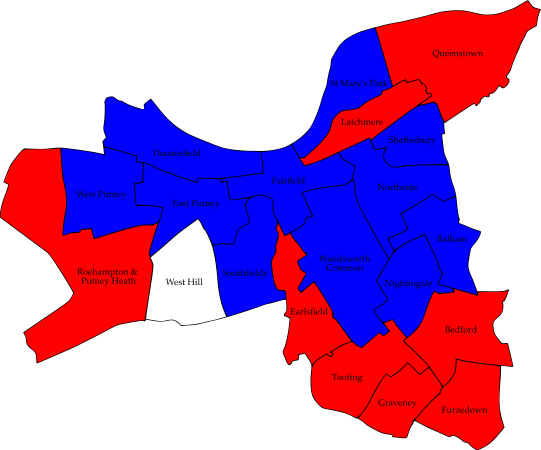 Queenstown
St Mary's Park
Latchmere
Shaftesbury
Thamesfield
Fairfield
Northcote
West Putney
East Putney
Balham
Wandsworth
Common
Roehampton &
Putney Heath
West Hill
Southfields
Nightingale
Earlsfield
Bedford
Tooting
Graveney
Furzedown